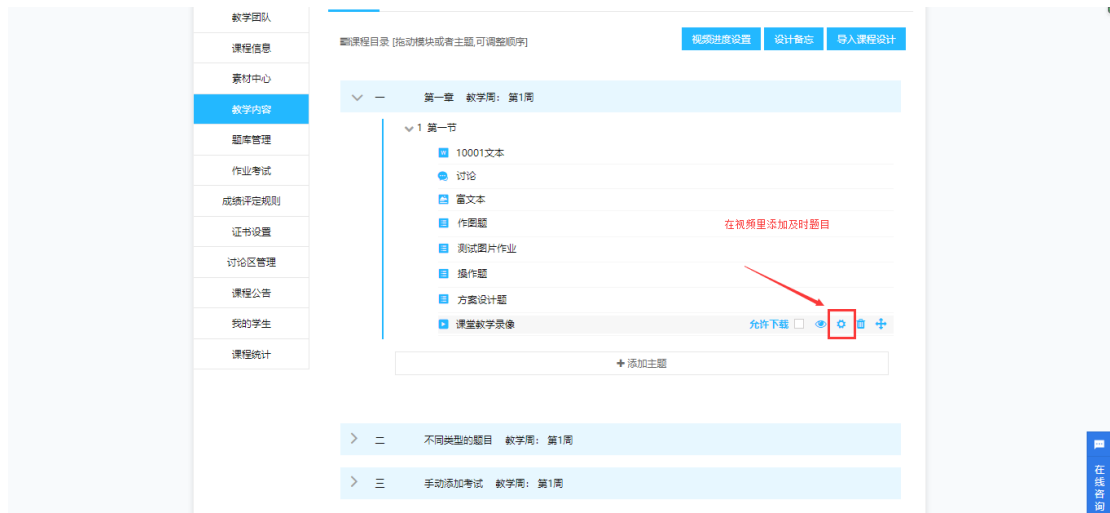 教学团队
课程信息
课程目录 [拖动模块或者主题,可调整顺序]
视频进度设置
设计备忘
导入课程设计
素材中心
教学内容
题库管理
作业考试
成绩评定规则
证书设置
讨论区管理
课程公告
我的学生
课程统计
一 第一章 教学周: 第1周
1 第一节
10001文本
讨论
富文本
作图题
在视频里添加及时题目
测试图片作业
操作题
方案设计题
课堂教学录像
允许下载
+ 添加主题
二 不同类型的题目 教学周: 第1周
三 手动添加考试 教学周: 第1周
在线咨询